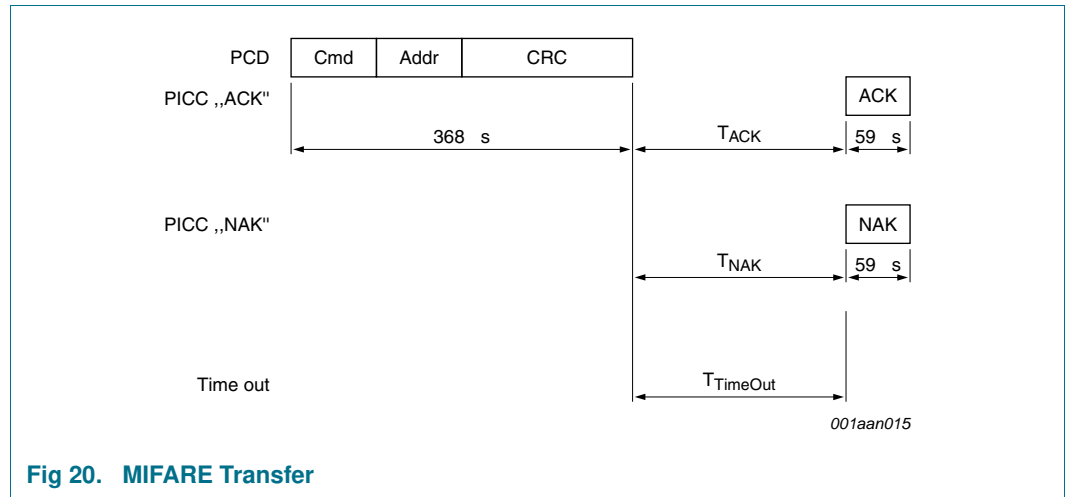 PCD Cmd Addr CRC
PICC ,,ACK" ACK
368 s TACK 59 s
PICC ,,NAK" NAK
TNAK 59 s
Time out TTimeOut
001aan015
Fig 20. MIFARE Transfer